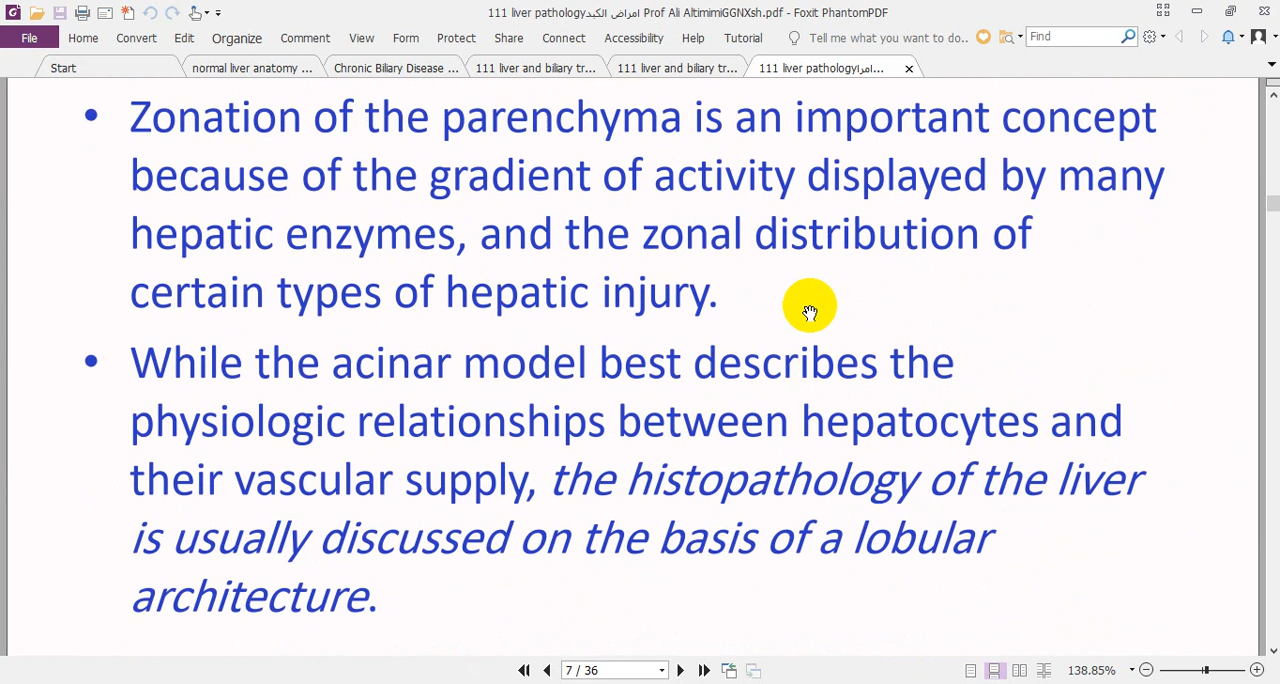 111 liver pathologyامراض الكبد Prof Ali AltimimiGGNXsh.pdf - Foxit PhantomPDF
File Home Convert Edit Organize Comment View Form Protect Share Connect Accessibility Help Tutorial Tell me what you want to do.. Find
Start normal liver anatomy ... Chronic Biliary Disease ... 111 liver and biliary tr... 111 liver and biliary tr... 111 liver pathologyامرا...
• Zonation of the parenchyma is an important concept
because of the gradient of activity displayed by many
hepatic enzymes, and the zonal distribution of
certain types of hepatic injury.
• While the acinar model best describes the
physiologic relationships between hepatocytes and
their vascular supply, the histopathology of the liver
is usually discussed on the basis of a lobular
architecture.
7 / 36 138.85%